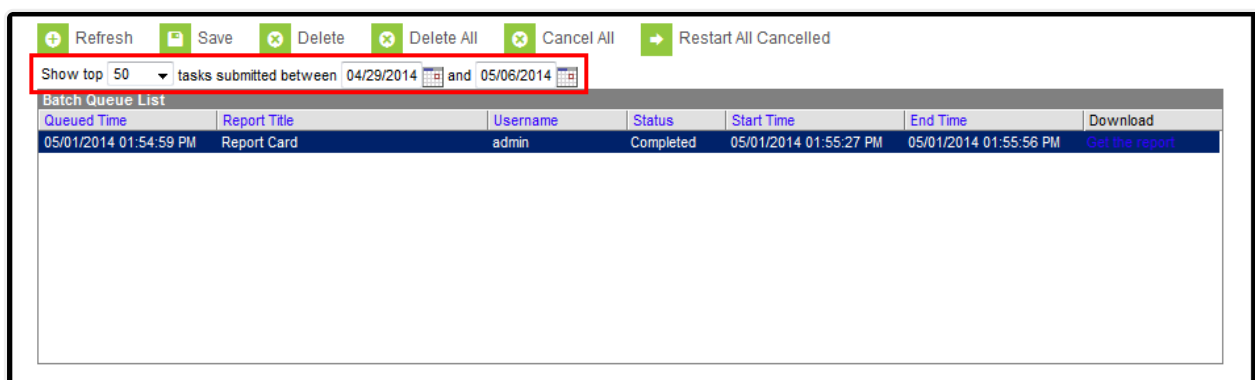 Refresh Save Delete Delete All Cancel All Restart All Cancelled
Show top 50 tasks submitted between 04/29/2014 and 05/06/2014
Batch Queue List
Queued Time Report Title Username Status Start Time End Time Download
05/01/2014 01:54:59 PM Report Card admin Completed 05/01/2014 01:55:27 PM 05/01/2014 01:55:56 PM Get the report